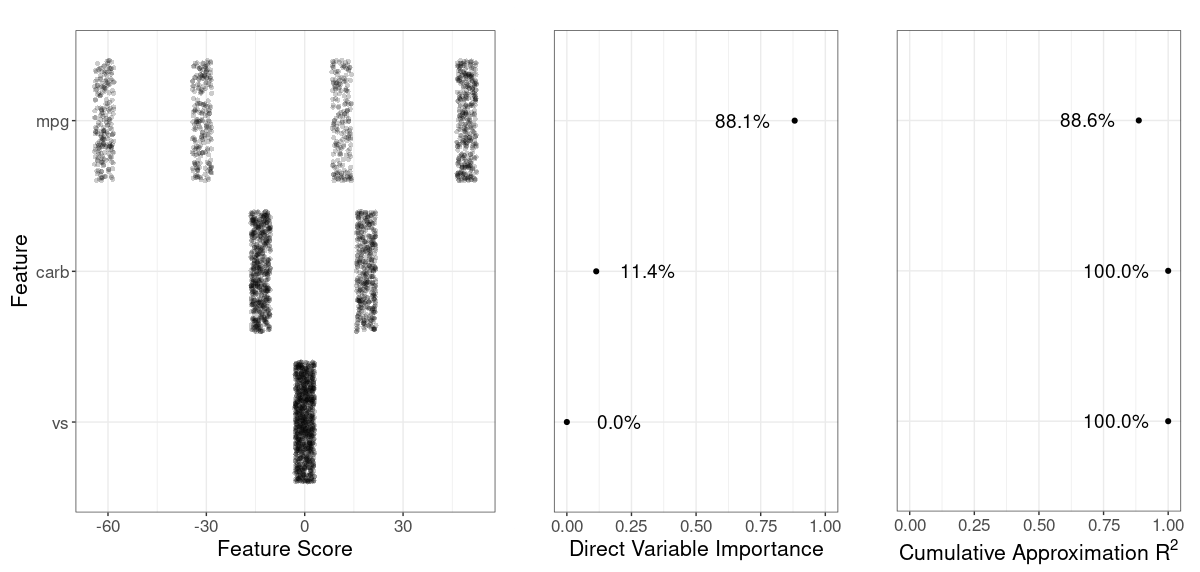 mpg
carb
vs
Feature
-60 -30 0 30
Feature Score
88.1%
11.4%
0.0%
0.00 0.25 0.50 0.75 1.00
Direct Variable Importance
88.6%
100.0%
100.0%
0.00 0.25 0.50 0.75 1.00
Cumulative Approximation R²